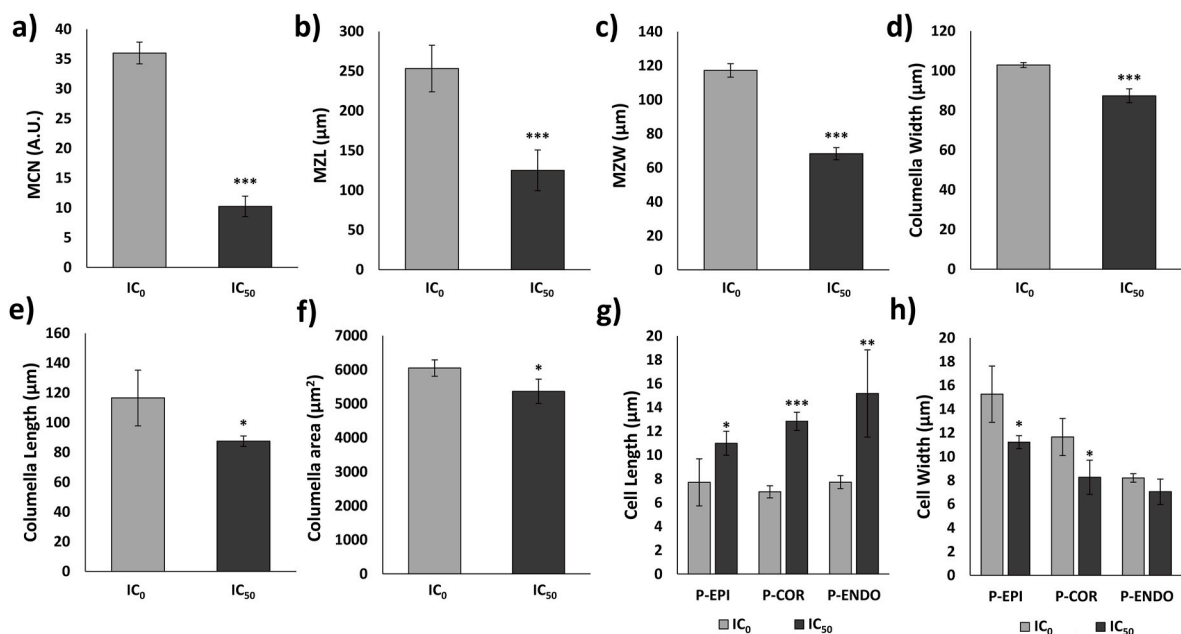 a)
MCN (A.U.)
40
35
30
25
20
15
10
5
0
***
IC₀
IC₅₀
b)
MZL (µm)
300
250
200
150
100
50
0
***
IC₀
IC₅₀
c)
MZW (µm)
140
120
100
80
60
40
20
0
***
IC₀
IC₅₀
d)
Columella Width (µm)
120
100
80
60
40
20
0
***
IC₀
IC₅₀
e)
Columella Length (µm)
160
140
120
100
80
60
40
20
0
*
IC₀
IC₅₀
f)
Columella area (µm²)
7000
6000
5000
4000
3000
2000
1000
0
*
IC₀
IC₅₀
g)
Cell Length (µm)
20
18
16
14
12
10
8
6
4
2
0
*
***
**
P-EPI
P-COR
P-ENDO
IC₀
IC₅₀
h)
Cell Width (µm)
20
18
16
14
12
10
8
6
4
2
0
*
*
P-EPI
P-COR
P-ENDO
IC₀
IC₅₀